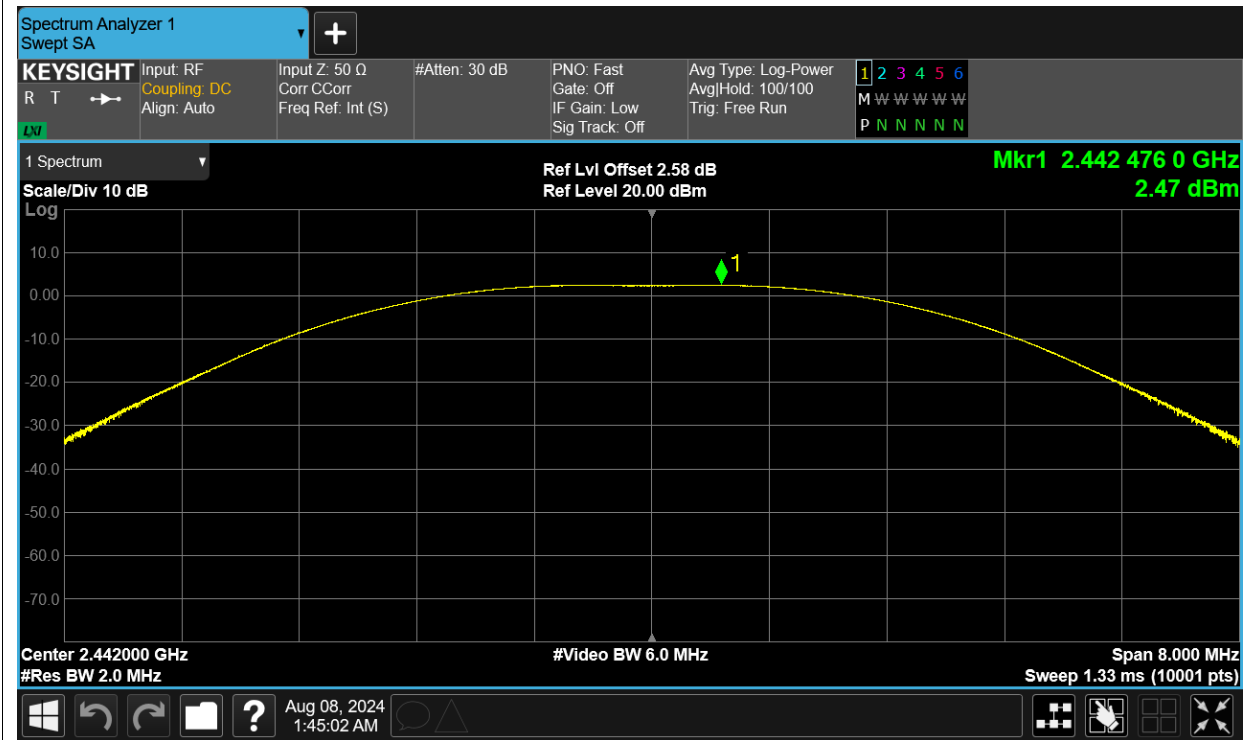 Spectrum Analyzer 1
Swept SA
KEYSIGHT
R T
LXI
Input: RF
Coupling: DC
Align: Auto
Input Z: 50 Ω
Corr CCorr
Freq Ref: Int (S)
#Atten: 30 dB
PNO: Fast
Gate: Off
IF Gain: Low
Sig Track: Off
Avg Type: Log-Power
Avg|Hold: 100/100
Trig: Free Run
1 2 3 4 5 6
M W W W W W
P N N N N N
1 Spectrum
Scale/Div 10 dB
Ref Lvl Offset 2.58 dB
Ref Level 20.00 dBm
Mkr1 2.442 476 0 GHz
2.47 dBm
Log
10.0
0.00
-10.0
-20.0
-30.0
-40.0
-50.0
-60.0
-70.0
1
Center 2.442000 GHz
#Res BW 2.0 MHz
#Video BW 6.0 MHz
Span 8.000 MHz
Sweep 1.33 ms (10001 pts)
?
Aug 08, 2024
1:45:02 AM